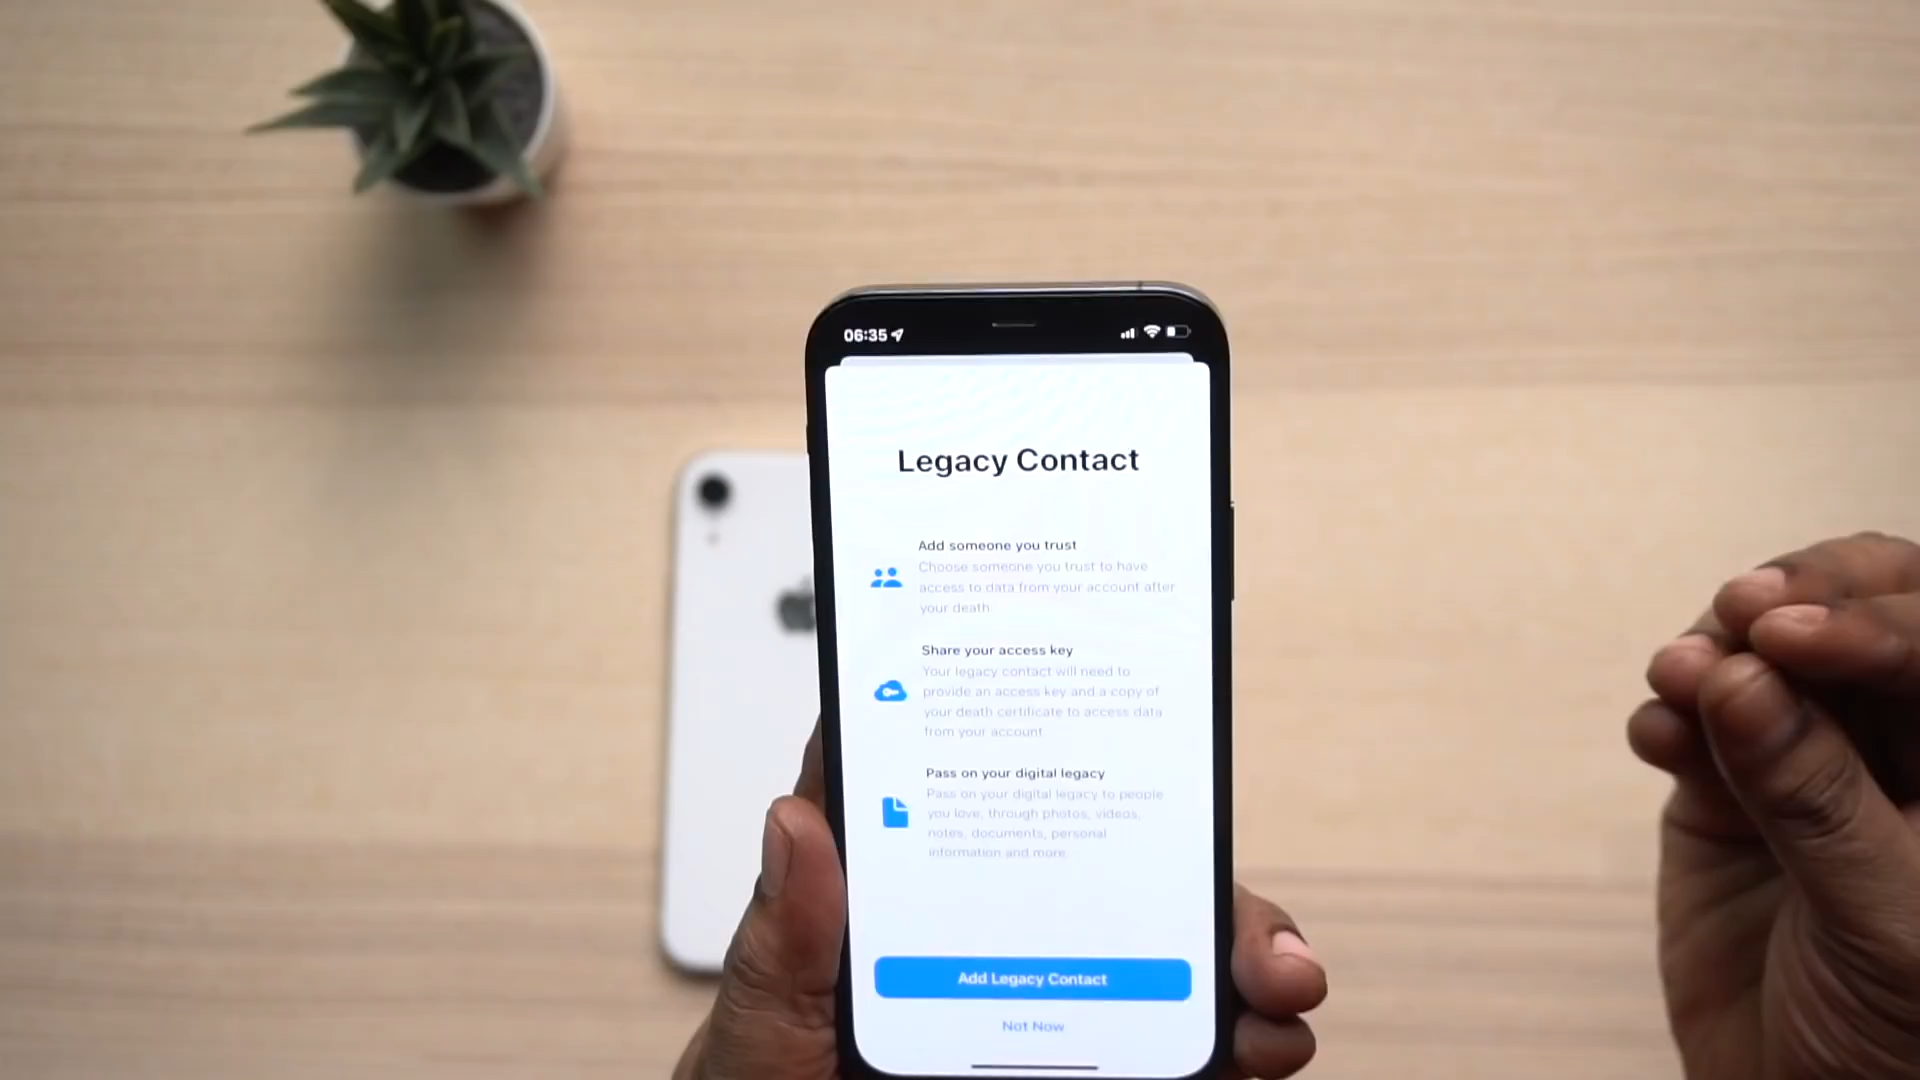 06:35
Legacy Contact
Add someone you trust
Choose someone you trust to have
access to data from your account after
your death
Share your access key
Your legacy contact will need to
provide an access key and a copy of
your death certificate to access data
from your account
Pass on your digital legacy
Pass on your digital legacy to people
you love, through photos, videos,
notes, documents, personal
information and more.
Add Legacy Contact
Not Now